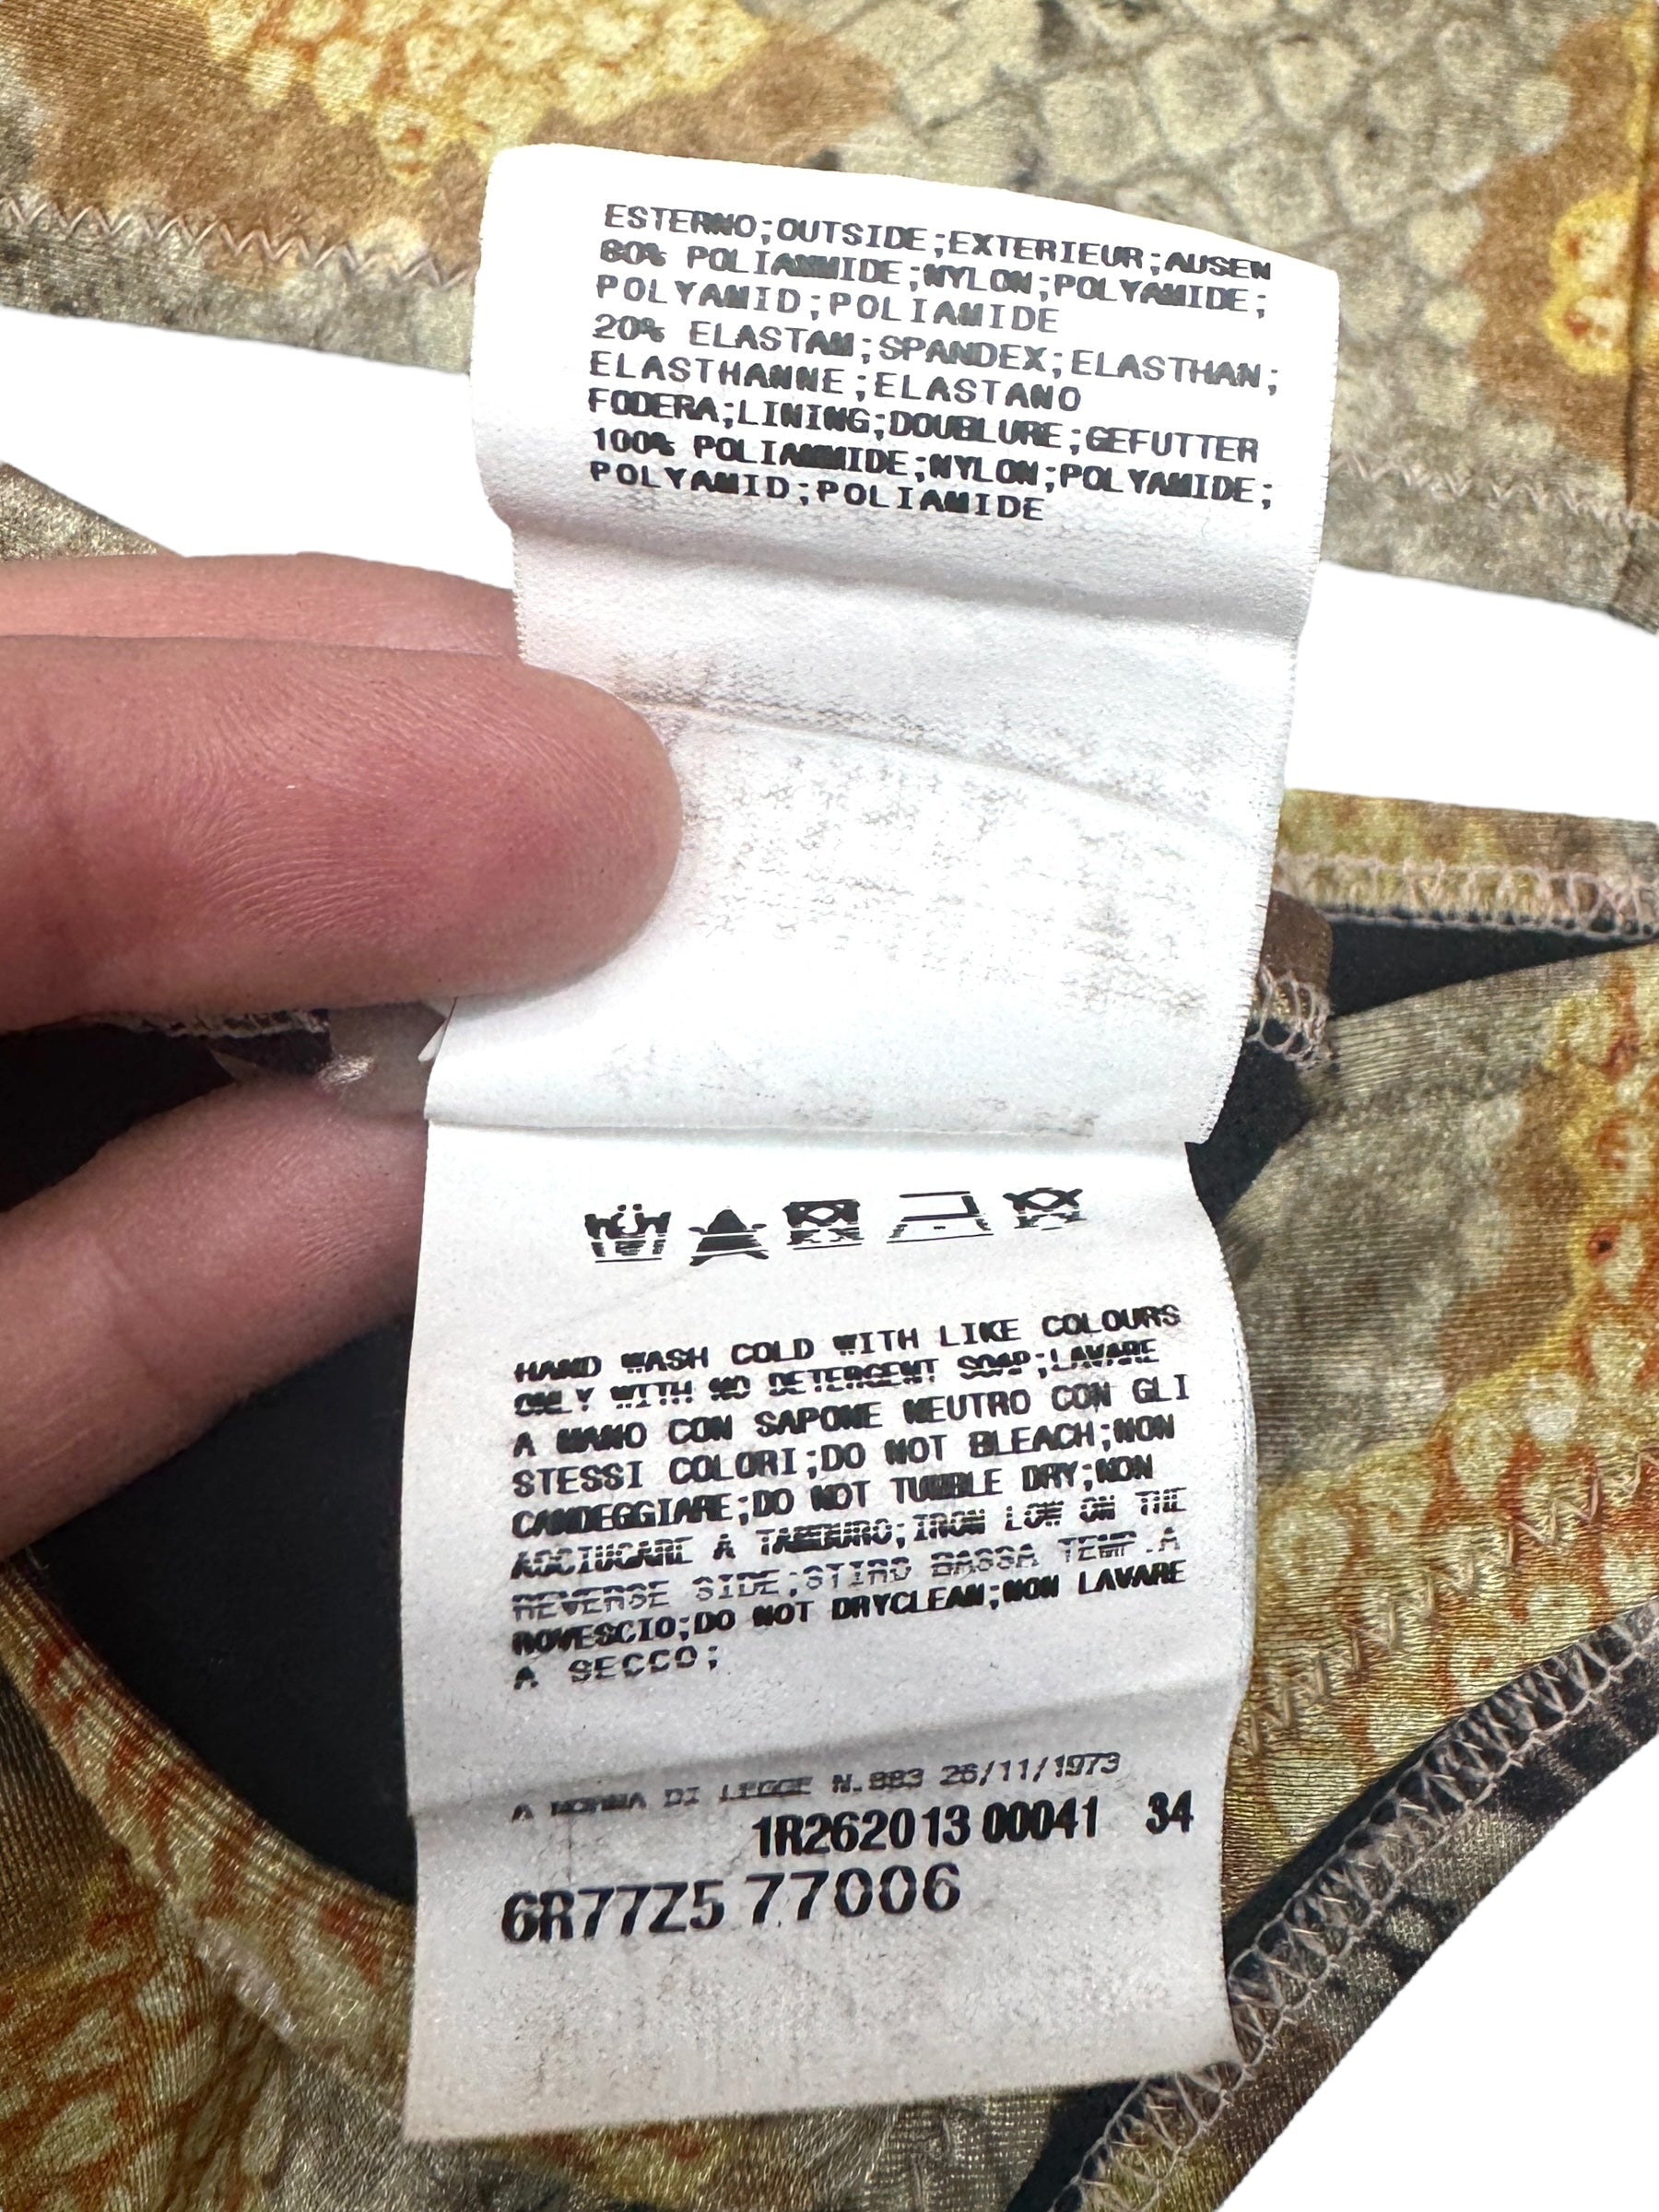 ESTERNO;OUTSIDE;EXTERIEUR;AUSEN
80% POLIAMMIDE;NYLON;POLYAMIDE;
POLYAMID;POLIAMIDE
20% ELASTAM;SPANDEX;ELASTHAN;
ELASTHANNE;ELASTANO
FODERA;LINING;DOUBLURE;GEFUTTER
100% POLIAMMIDE;NYLON;POLYAMIDE;
POLYAMID;POLIAMIDE
HAND WASH COLD WITH LIKE COLOURS
ONLY WITH NO DETERGENT SOAP;LAVARE
A MANO CON SAPONE NEUTRO CON GLI
STESSI COLORI;DO NOT BLEACH;NON
CANDEGGIARE;DO NOT TUMBLE DRY;NON
ASCIUGARE A TAMBURO;IRON LOW ON THE
REVERSE SIDE;STIRO BASSA TEMP.A
ROVESCIO;DO NOT DRYCLEAN;NON LAVARE
A SECCO;
A NORMA DI LEGGE N.883 26/11/1973
1R262013 00041 34
6R77Z5 77006